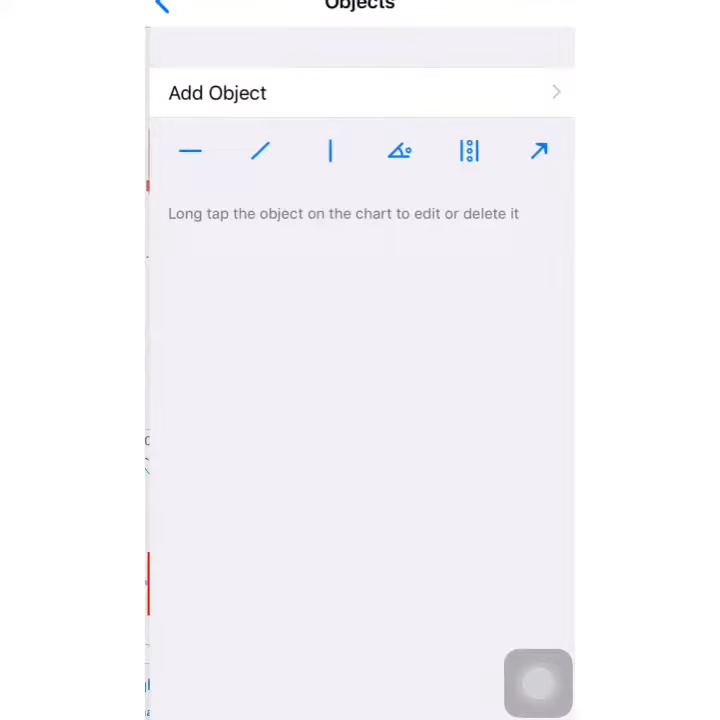 Objects
Add Object
Long tap the object on the chart to edit or delete it